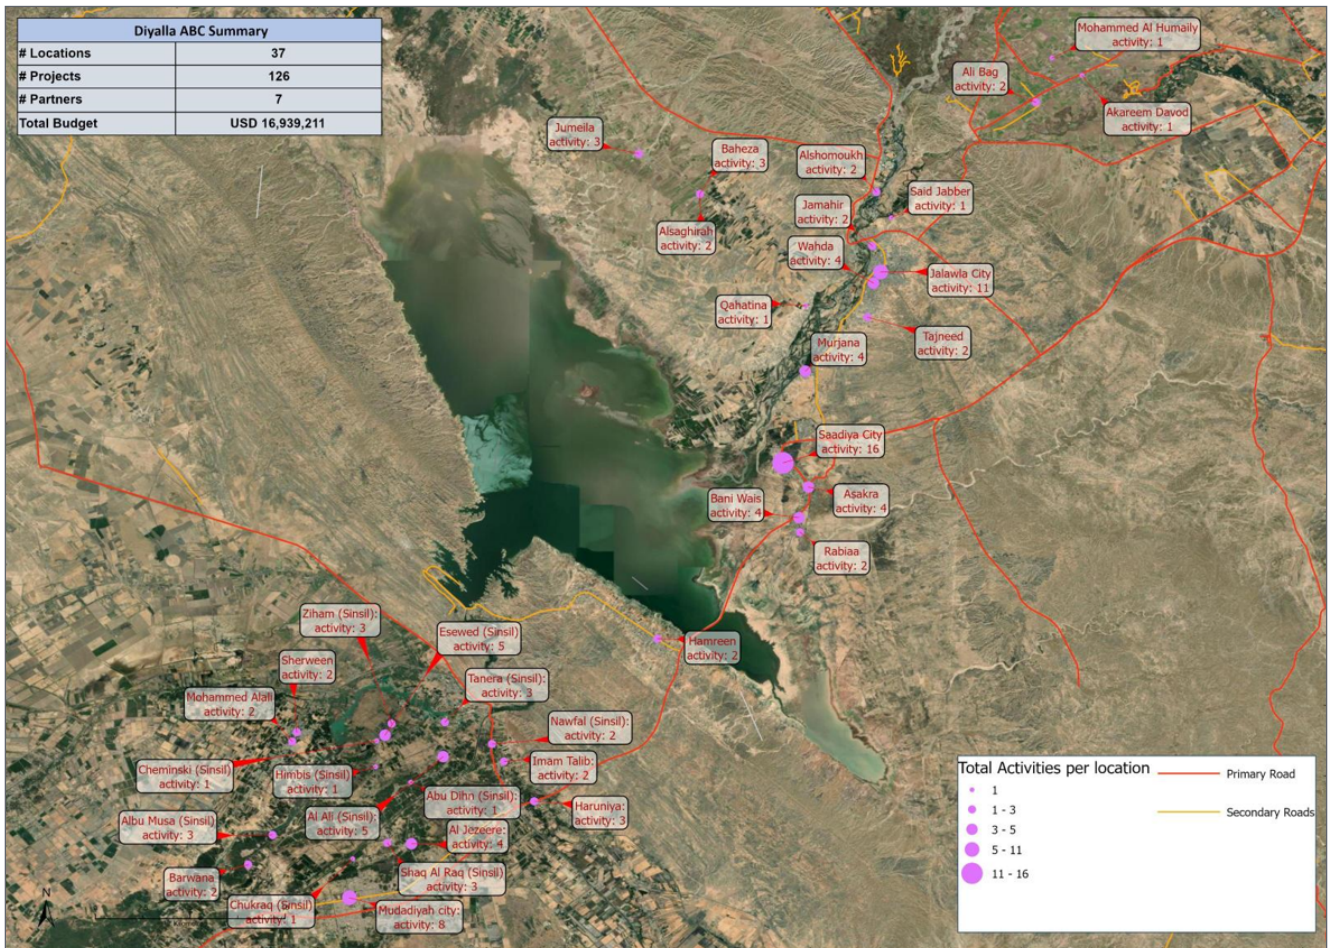 Diyalla ABC Summary
# Locations 37
# Projects 126
# Partners 7
Total Budget USD 16,939,211
Mohammed Al Humaily
activity: 1
Ali Bag
activity: 2
Akareem Davod
activity: 1
Jumeila
activity: 3
Baheza
activity: 3
Alshomoukh
activity: 2
Said Jabber
activity: 1
Jamahir
activity: 2
Alsaghirah
activity: 2
Wahda
activity: 4
Jalawla City
activity: 11
Qahatina
activity: 1
Tajneed
activity: 2
Murjana
activity: 4
Saadiya City
activity: 16
Bani Wais
activity: 4
Asakra
activity: 4
Rabiaa
activity: 2
Ziham (Sinsil):
activity: 3
Esewed (Sinsil)
activity: 5
Hamreen
activity: 2
Sherween
activity: 2
Tanera (Sinsil):
activity: 3
Mohammed Alali
activity: 2
Nawfal (Sinsil):
activity: 2
Imam Talib:
activity: 2
Cheminski (Sinsil)
activity: 1
Himbis (Sinsil)
activity: 1
Abu Dihn (Sinsil):
activity: 1
Haruniya:
activity: 3
Albu Musa (Sinsil)
activity: 3
Al Ali (Sinsil):
activity: 5
Al Jezeere:
activity: 4
Barwana
activity: 2
Shaq Al Raq (Sinsil)
activity: 3
Chukraq (Sinsil)
activity: 1
Mudadiyah city:
activity: 8
N
Total Activities per location
1
1 - 3
3 - 5
5 - 11
11 - 16
Primary Road
Secondary Roads